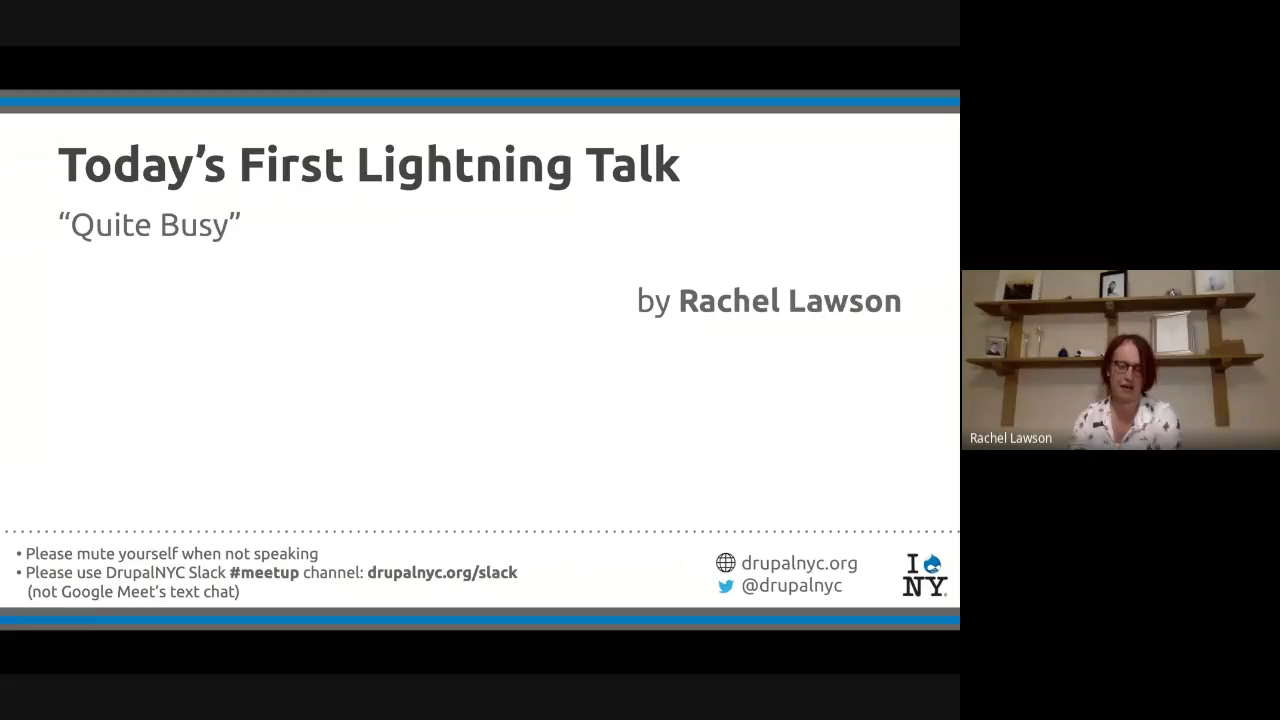 Today’s First Lightning Talk
“Quite Busy”
by Rachel Lawson
Rachel Lawson
• Please mute yourself when not speaking
• Please use DrupalNYC Slack #meetup channel: drupalnyc.org/slack
(not Google Meet’s text chat)
drupalnyc.org
@drupalnyc
I
NY.